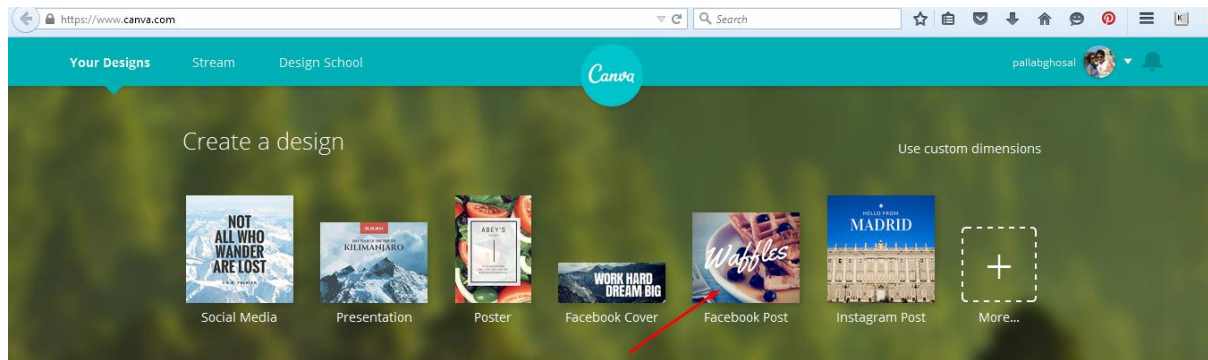 https://www.canva.com
Search
K
Your Designs
Stream
Design School
Canva
pallabghosal
Create a design
Use custom dimensions
NOT
ALL WHO
WANDER
ARE LOST
KILIMANJARO
ABEY'S
WORK HARD
DREAM BIG
Waffles
HELLO FROM
MADRID
Social Media
Presentation
Poster
Facebook Cover
Facebook Post
Instagram Post
More...